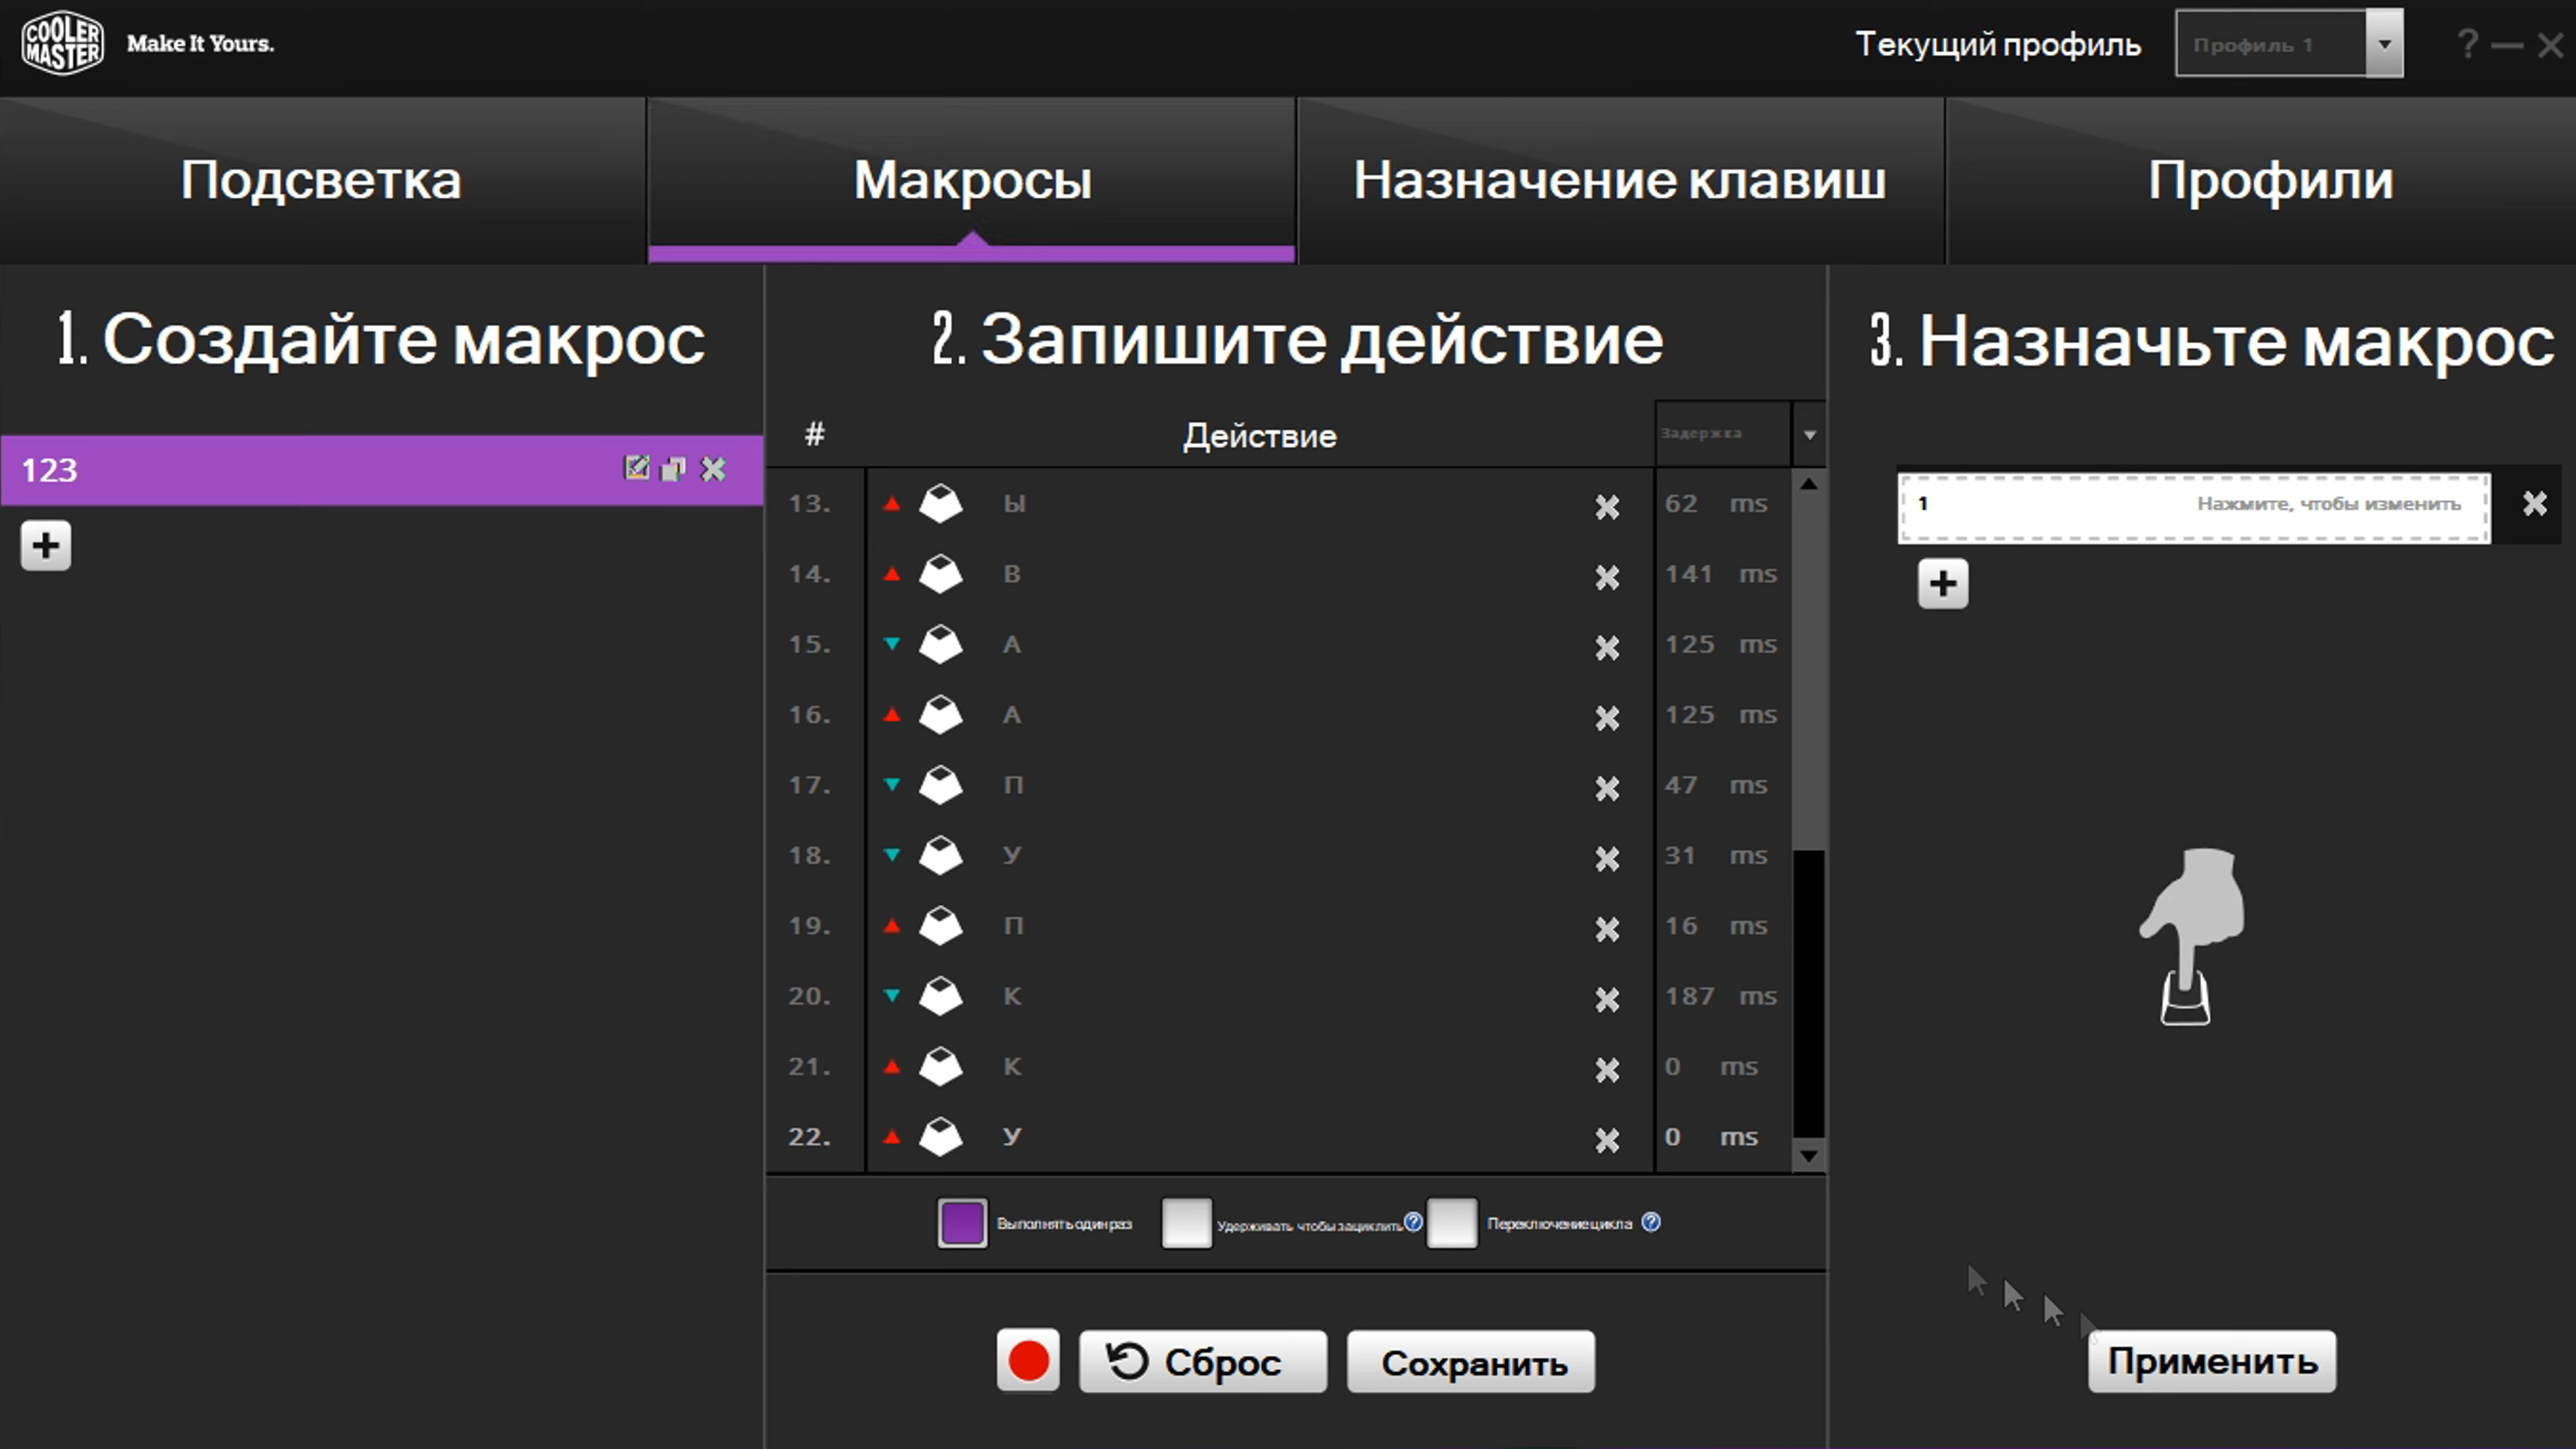 COOLER MASTER Make It Yours. Текущий профиль Профиль 1 ?
Подсветка Макросы Назначение клавиш Профили
1. Создайте макрос 2. Запишите действие 3. Назначьте макрос
# Действие Задержка
123
1 Нажмите, чтобы изменить
13. Ы 62 ms
14. В 141 ms
15. А 125 ms
16. А 125 ms
17. П 47 ms
18. У 31 ms
19. П 16 ms
20. К 187 ms
21. К 0 ms
22. У 0 ms
Выполнять один раз Удерживать чтобы зациклить ? Переключение цикла ?
Сброс Сохранить Применить